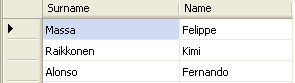 Surname Name
Massa Felippe
Raikkonen Kimi
Alonso Fernando